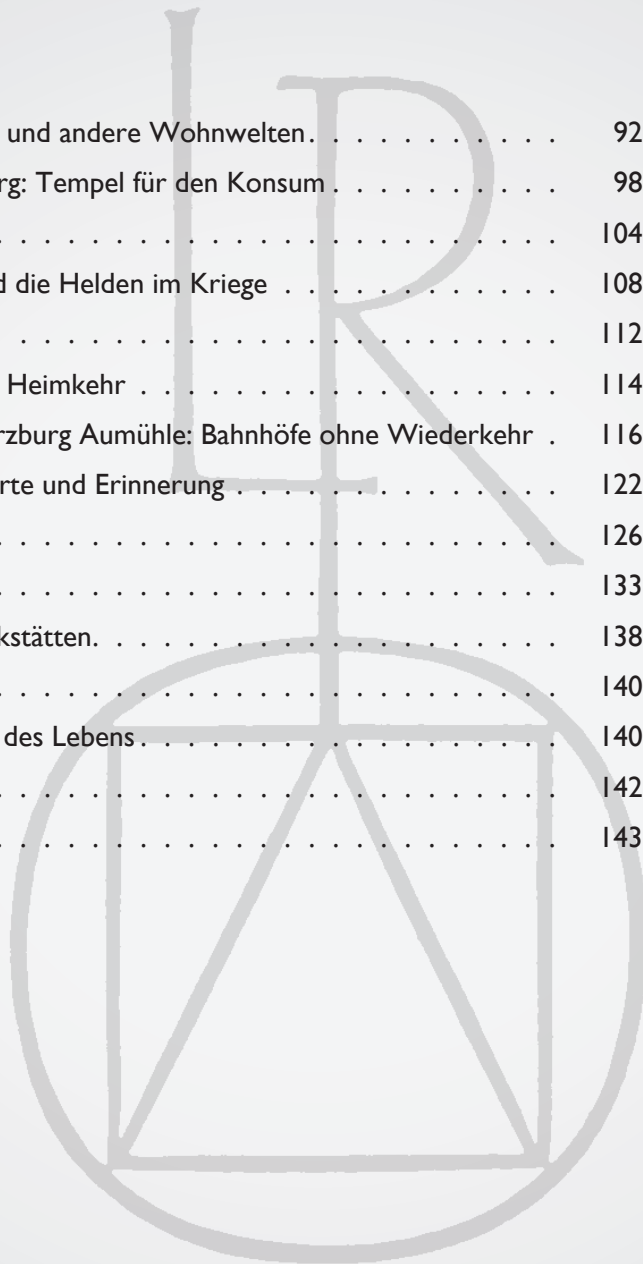 und andere Wohnwelten . . . . . . . . . . . 92
rg: Tempel für den Konsum . . . . . . . . . . 98
. . . . . . . . . . . . . . . . . . . . . . . . 104
d die Helden im Kriege . . . . . . . . . . . . 108
. . . . . . . . . . . . . . . . . . . . . . . 112
Heimkehr . . . . . . . . . . . . . . . . . . 114
rzburg Aumühle: Bahnhöfe ohne Wiederkehr . 116
rte und Erinnerung . . . . . . . . . . . . . . 122
. . . . . . . . . . . . . . . . . . . . . . . . 126
. . . . . . . . . . . . . . . . . . . . . . . . 133
kstätten. . . . . . . . . . . . . . . . . . . . . 138
. . . . . . . . . . . . . . . . . . . . . . . . 140
des Lebens . . . . . . . . . . . . . . . . . . 140
. . . . . . . . . . . . . . . . . . . . . . . . 142
. . . . . . . . . . . . . . . . . . . . . . . . 143
LR